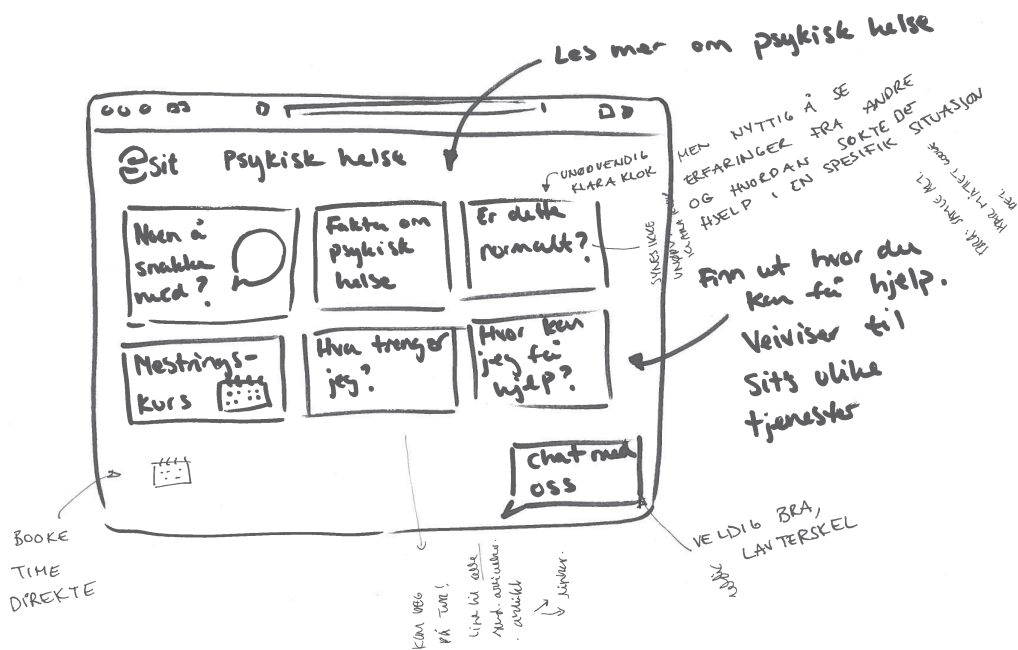 Les mer om psykisk helse
sit
Psykisk helse
UNØDVENDIG
KLARA KLOK
MEN NYTTIG Å SE
ERFARINGER FRA ANDRE
OG HVORDAN SØKTE DE
HJELP I EN SPESIFIK SITUASJON
SYNES IKKE
Noen å
snakke
med?
Fakta om
psykisk
helse
Er dette
normalt?
Finn ut hvor du
kan få hjelp.
Veiviser til
Sits ulike
tjenester
Mestrings-
kurs
Hva trenger
jeg?
Hvor kan
jeg få
hjelp?
Chat med
oss
VELDIG BRA,
LAVTERSKEL
BOOKE
TIME
DIREKTE